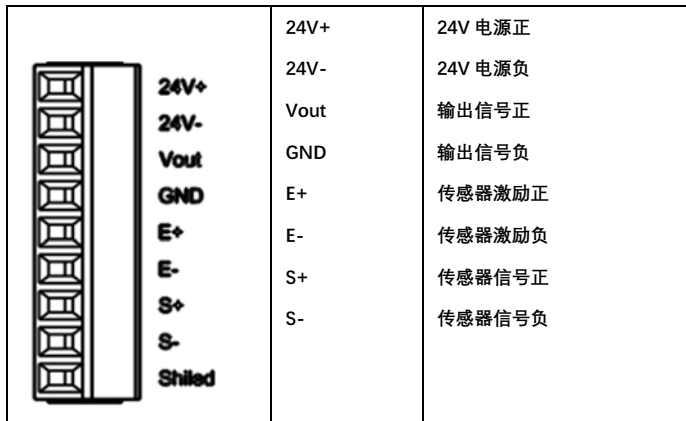 24V+
24V-
Vout
GND
E+
E-
S+
S-
Shiled
24V+ 24V 电源正
24V- 24V 电源负
Vout 输出信号正
GND 输出信号负
E+ 传感器激励正
E- 传感器激励负
S+ 传感器信号正
S- 传感器信号负